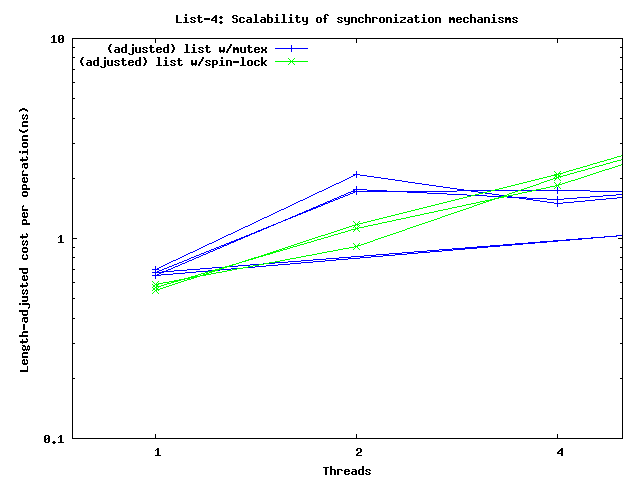 List-4: Scalability of synchronization mechanisms
10
(adjusted) list w/mutex
(adjusted) list w/spin-lock
Length-adjusted cost per operation(ns)
1
0.1
1
2
4
Threads